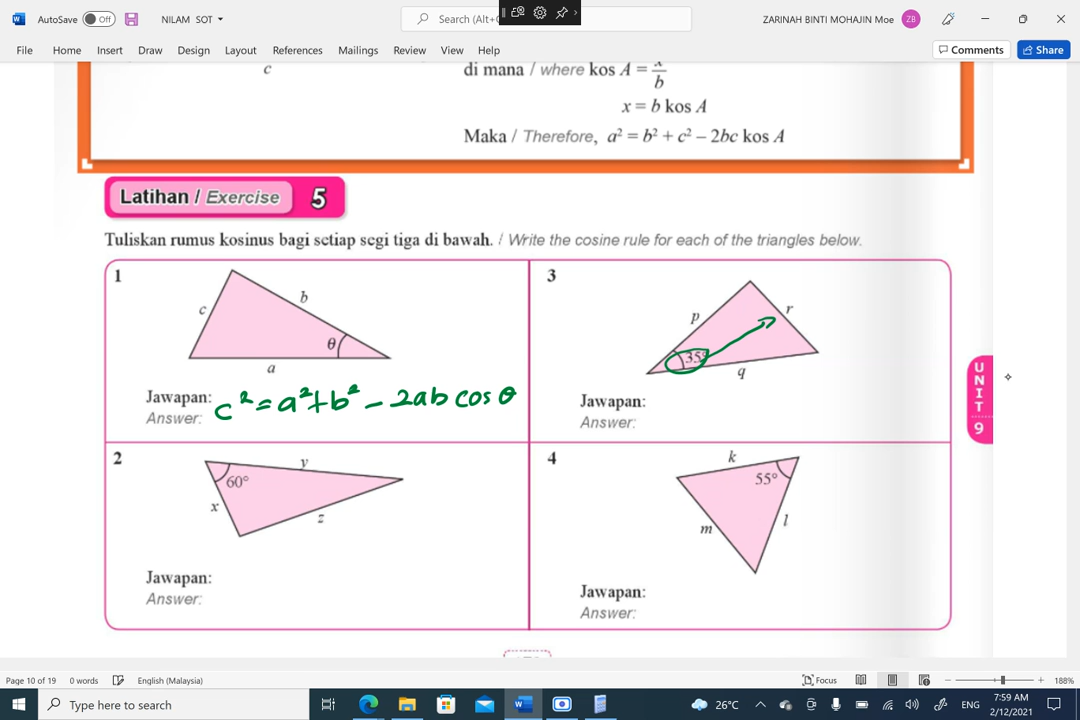 AutoSave Off NILAM SOT Search (Alt+ ZARINAH BINTI MOHAJIN Moe ZB
File Home Insert Draw Design Layout References Mailings Review View Help Comments Share
c
di mana / where kos A = x/b
x = b kos A
Maka / Therefore, a² = b² + c² – 2bc kos A
Latihan / Exercise 5
Tuliskan rumus kosinus bagi setiap segi tiga di bawah. / Write the cosine rule for each of the triangles below.
1
c
b
θ
a
Jawapan:
Answer:
c² = a² + b² – 2ab cos θ
3
p
r
35°
q
Jawapan:
Answer:
2
y
60°
x
z
Jawapan:
Answer:
4
k
55°
m
l
Jawapan:
Answer:
UNIT
9
Page 10 of 19 0 words English (Malaysia) Focus 188%
Type here to search 26°C ENG 7:59 AM
2/12/2021